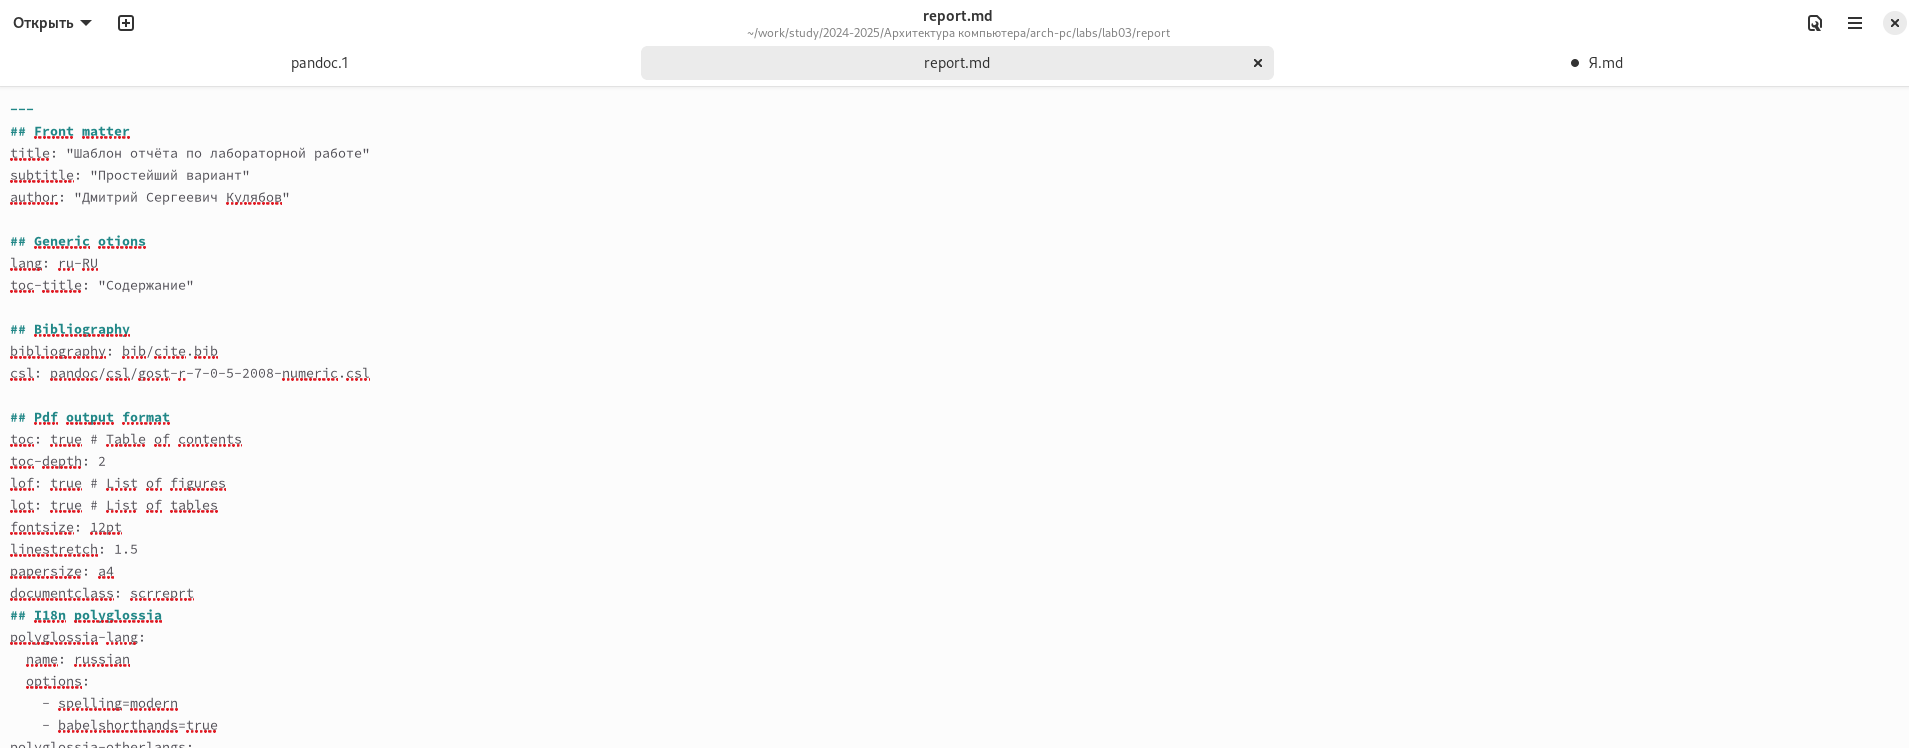 Открыть
report.md
~/work/study/2024-2025/Архитектура компьютера/arch-pc/labs/lab03/report
pandoc.1
report.md
Я.md
---
## Front matter
title: "Шаблон отчёта по лабораторной работе"
subtitle: "Простейший вариант"
author: "Дмитрий Сергеевич Кулябов"
## Generic otions
lang: ru-RU
toc-title: "Содержание"
## Bibliography
bibliography: bib/cite.bib
csl: pandoc/csl/gost-r-7-0-5-2008-numeric.csl
## Pdf output format
toc: true # Table of contents
toc-depth: 2
lof: true # List of figures
lot: true # List of tables
fontsize: 12pt
linestretch: 1.5
papersize: a4
documentclass: scrreprt
## I18n polyglossia
polyglossia-lang:
  name: russian
  options:
    - spelling=modern
    - babelshorthands=true
polyglossia-otherlangs: